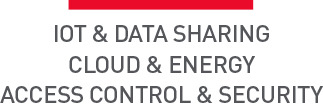 IOT & DATA SHARING
CLOUD & ENERGY
ACCESS CONTROL & SECURITY